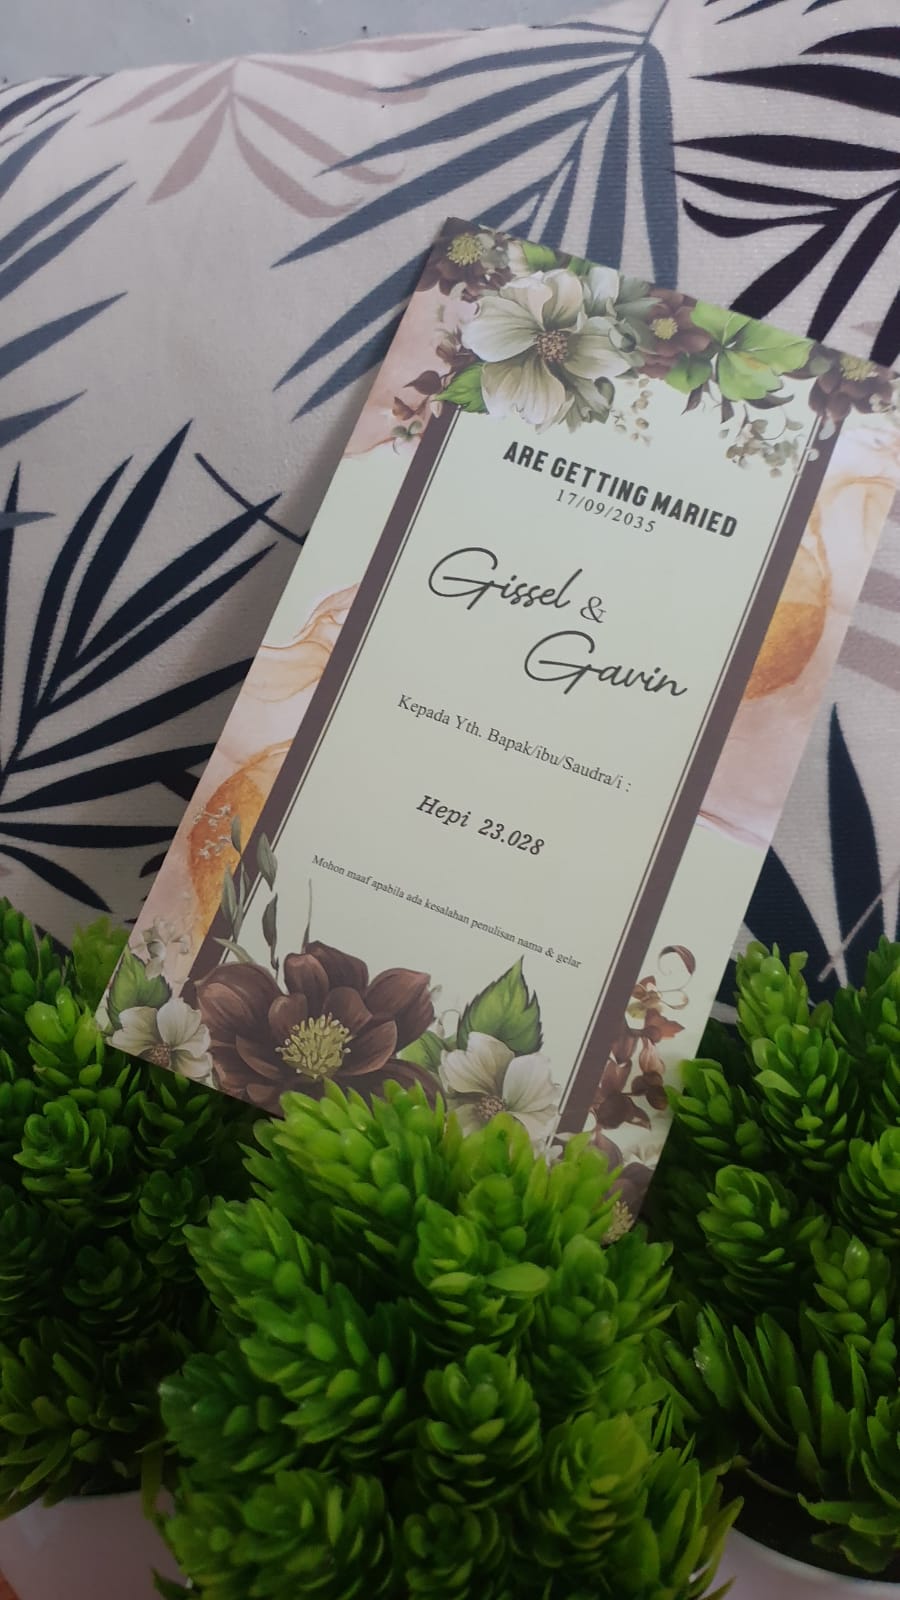 ARE GETTING MARIED
17/09/2035
Gissel &
Gavin
Kepada Yth. Bapak/ibu/Saudra/i :
Hepi 23.028
Mohon maaf apabila ada kesalahan penulisan nama & gelar